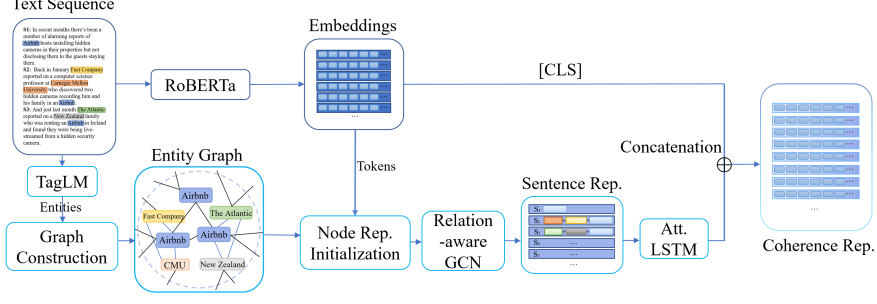 Text Sequence
S1: In recent months there's been a
number of alarming reports of
Airbnb hosts installing hidden
cameras in their properties but not
disclosing them to the guests staying
there.
S2: Back in January Fast Company
reported on a computer science
professor at Carnegie Mellon
University who discovered two
hidden cameras recording him and
his family in an Airbnb.
S3: And just last month The Atlantic
reported on a New Zealand family
who was renting an Airbnb in Ireland
and found they were being live-
streamed from a hidden security
camera.
RoBERTa
Embeddings
...
[CLS]
Tokens
TagLM
Entities
Graph
Construction
Entity Graph
Airbnb
Fast Company
The Atlantic
Airbnb
Airbnb
CMU
New Zealand
Node Rep.
Initialization
Relation
-aware
GCN
Sentence Rep.
S1
S2
S3
S4 ...
S5 ...
Att.
LSTM
Concatenation
...
Coherence Rep.